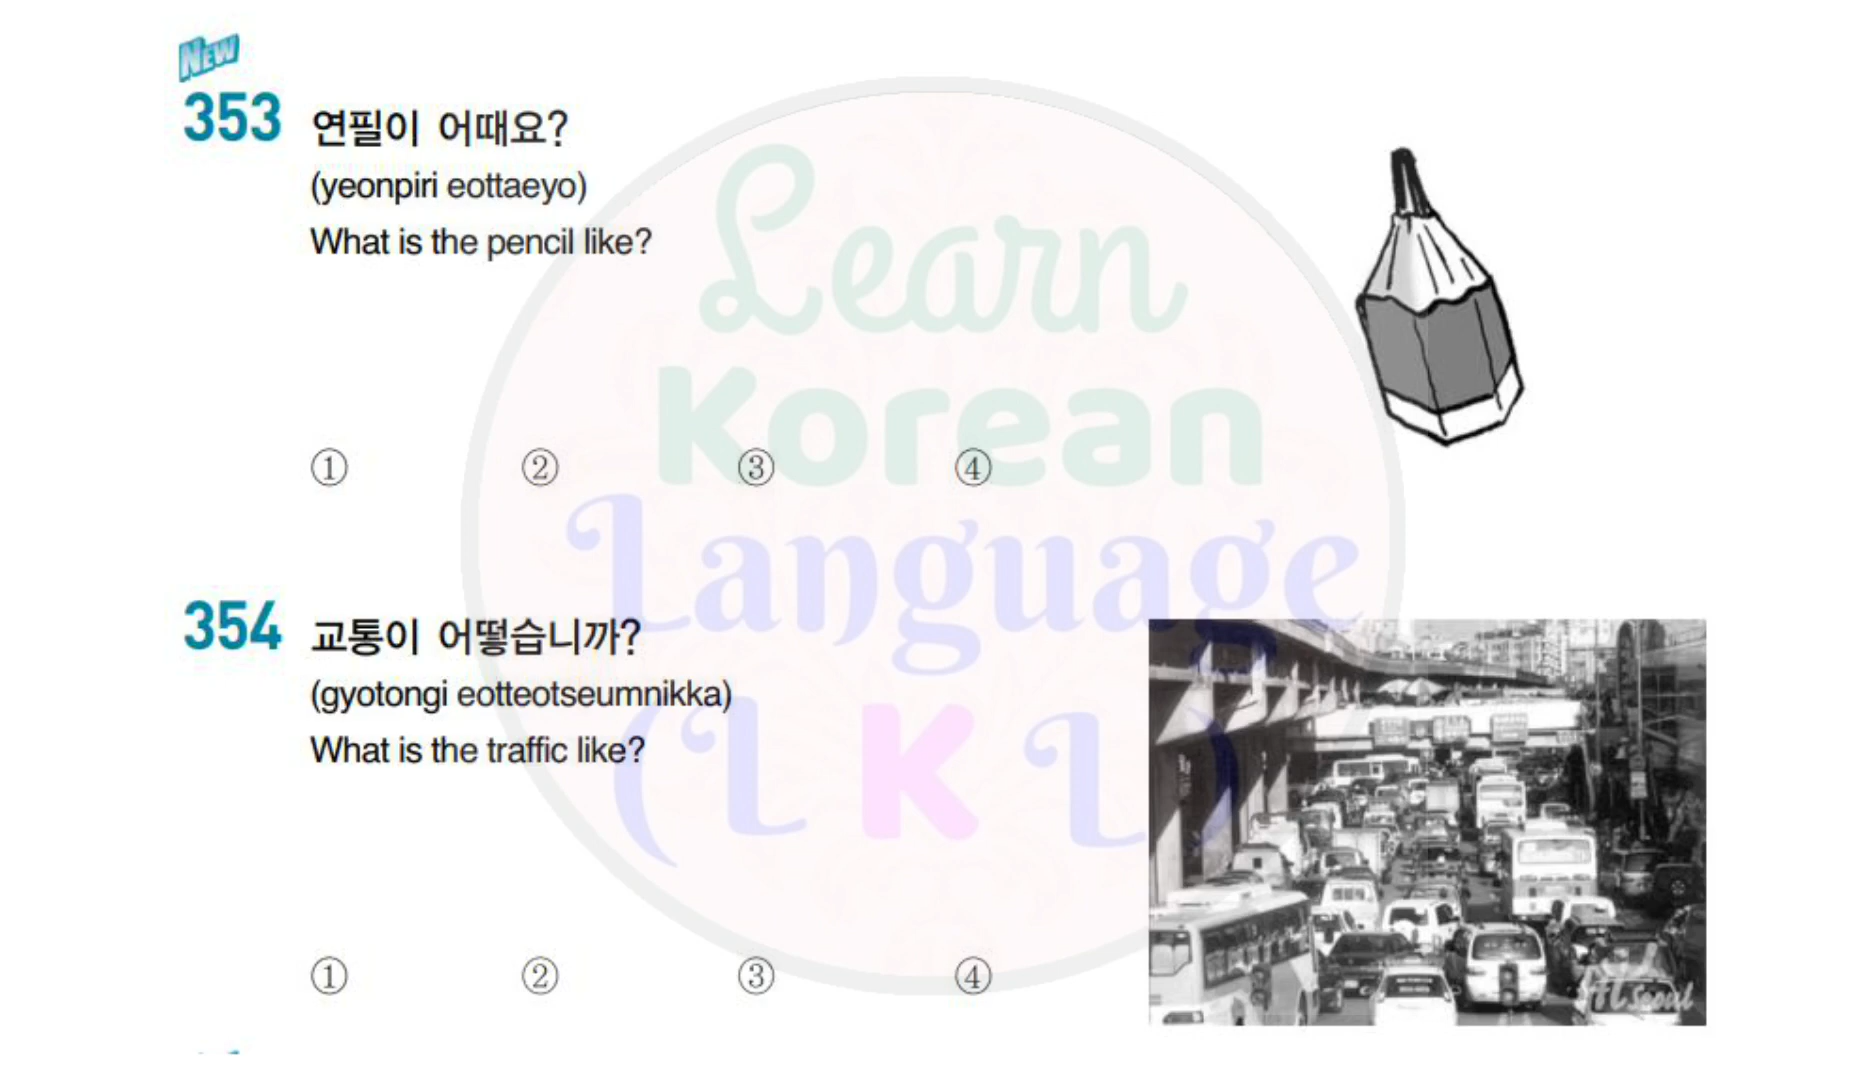 NEW
353 연필이 어때요?
(yeonpiri eottaeyo)
What is the pencil like?
① ② ③ ④
354 교통이 어떻습니까?
(gyotongi eotteotseumnikka)
What is the traffic like?
① ② ③ ④
Learn
Korean
Language
(L K L)
Seoul